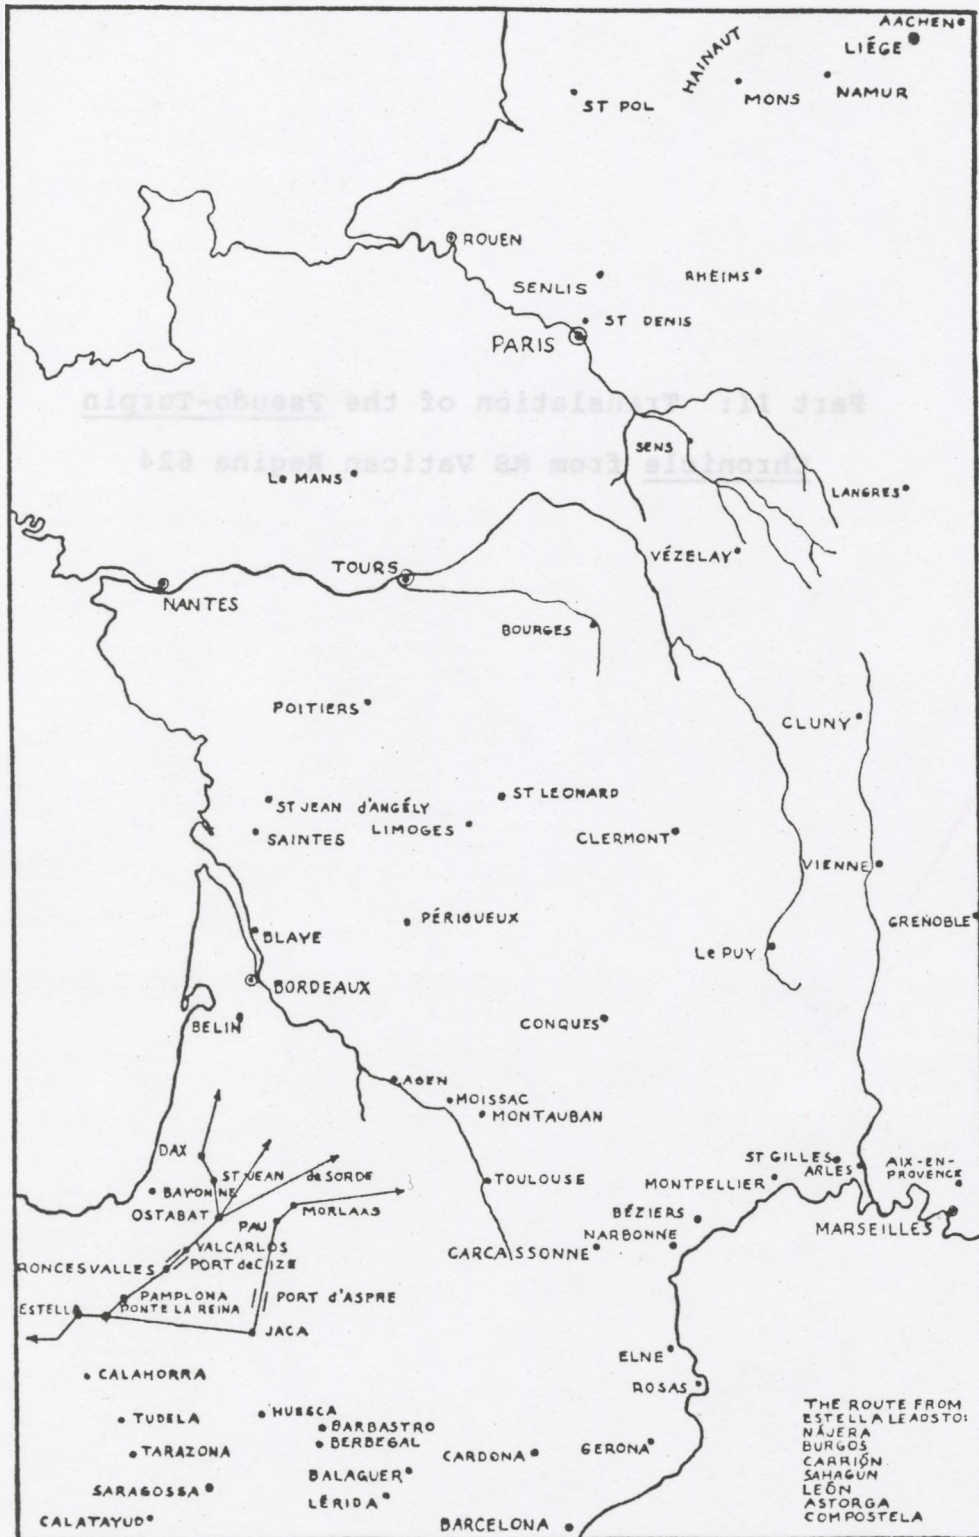 AACHEN
LIÉGE
HAINAUT
ST POL
MONS
NAMUR
ROUEN
SENLIS
RHEIMS
ST DENIS
PARIS
Part II: Translation of the Pseudo-Turpin
Chronicle from MS Vatican Regina 624
SENS
Le MANS
LANGRES
VÉZELAY
TOURS
NANTES
BOURGES
POITIERS
CLUNY
ST LEONARD
ST JEAN d'ANGÉLY
LIMOGES
SAINTES
CLERMONT
VIENNE
PÉRIGUEUX
GRENOBLE
BLAYE
Le PUY
BORDEAUX
BELIN
CONQUES
AGEN
MOISSAC
MONTAUBAN
DAX
ST JEAN de SORDE
BAYONNE
OSTABAT
TOULOUSE
ST GILLES
ARLES
AIX-EN-
PROVENCE
MONTPELLIER
MORLAAS
PAU
BÉZIERS
MARSEILLES
NARBONNE
CARCASSONNE
VALCARLOS
PORT de CIZE
RONCESVALLES
PAMPLONA
PORT d'ASPRE
ESTELLA
PONTE LA REINA
JACA
ELNE
CALAHORRA
ROSAS
TUDELA
HUESCA
BARBASTRO
BERBEGAL
TARAZONA
CARDONA
GERONA
BALAGUER
SARAGOSSA
LÉRIDA
CALATAYUD
BARCELONA
THE ROUTE FROM
ESTELLA LEADS TO:
NÁJERA
BURGOS
CARRIÓN
SAHAGUN
LEÓN
ASTORGA
COMPOSTELA